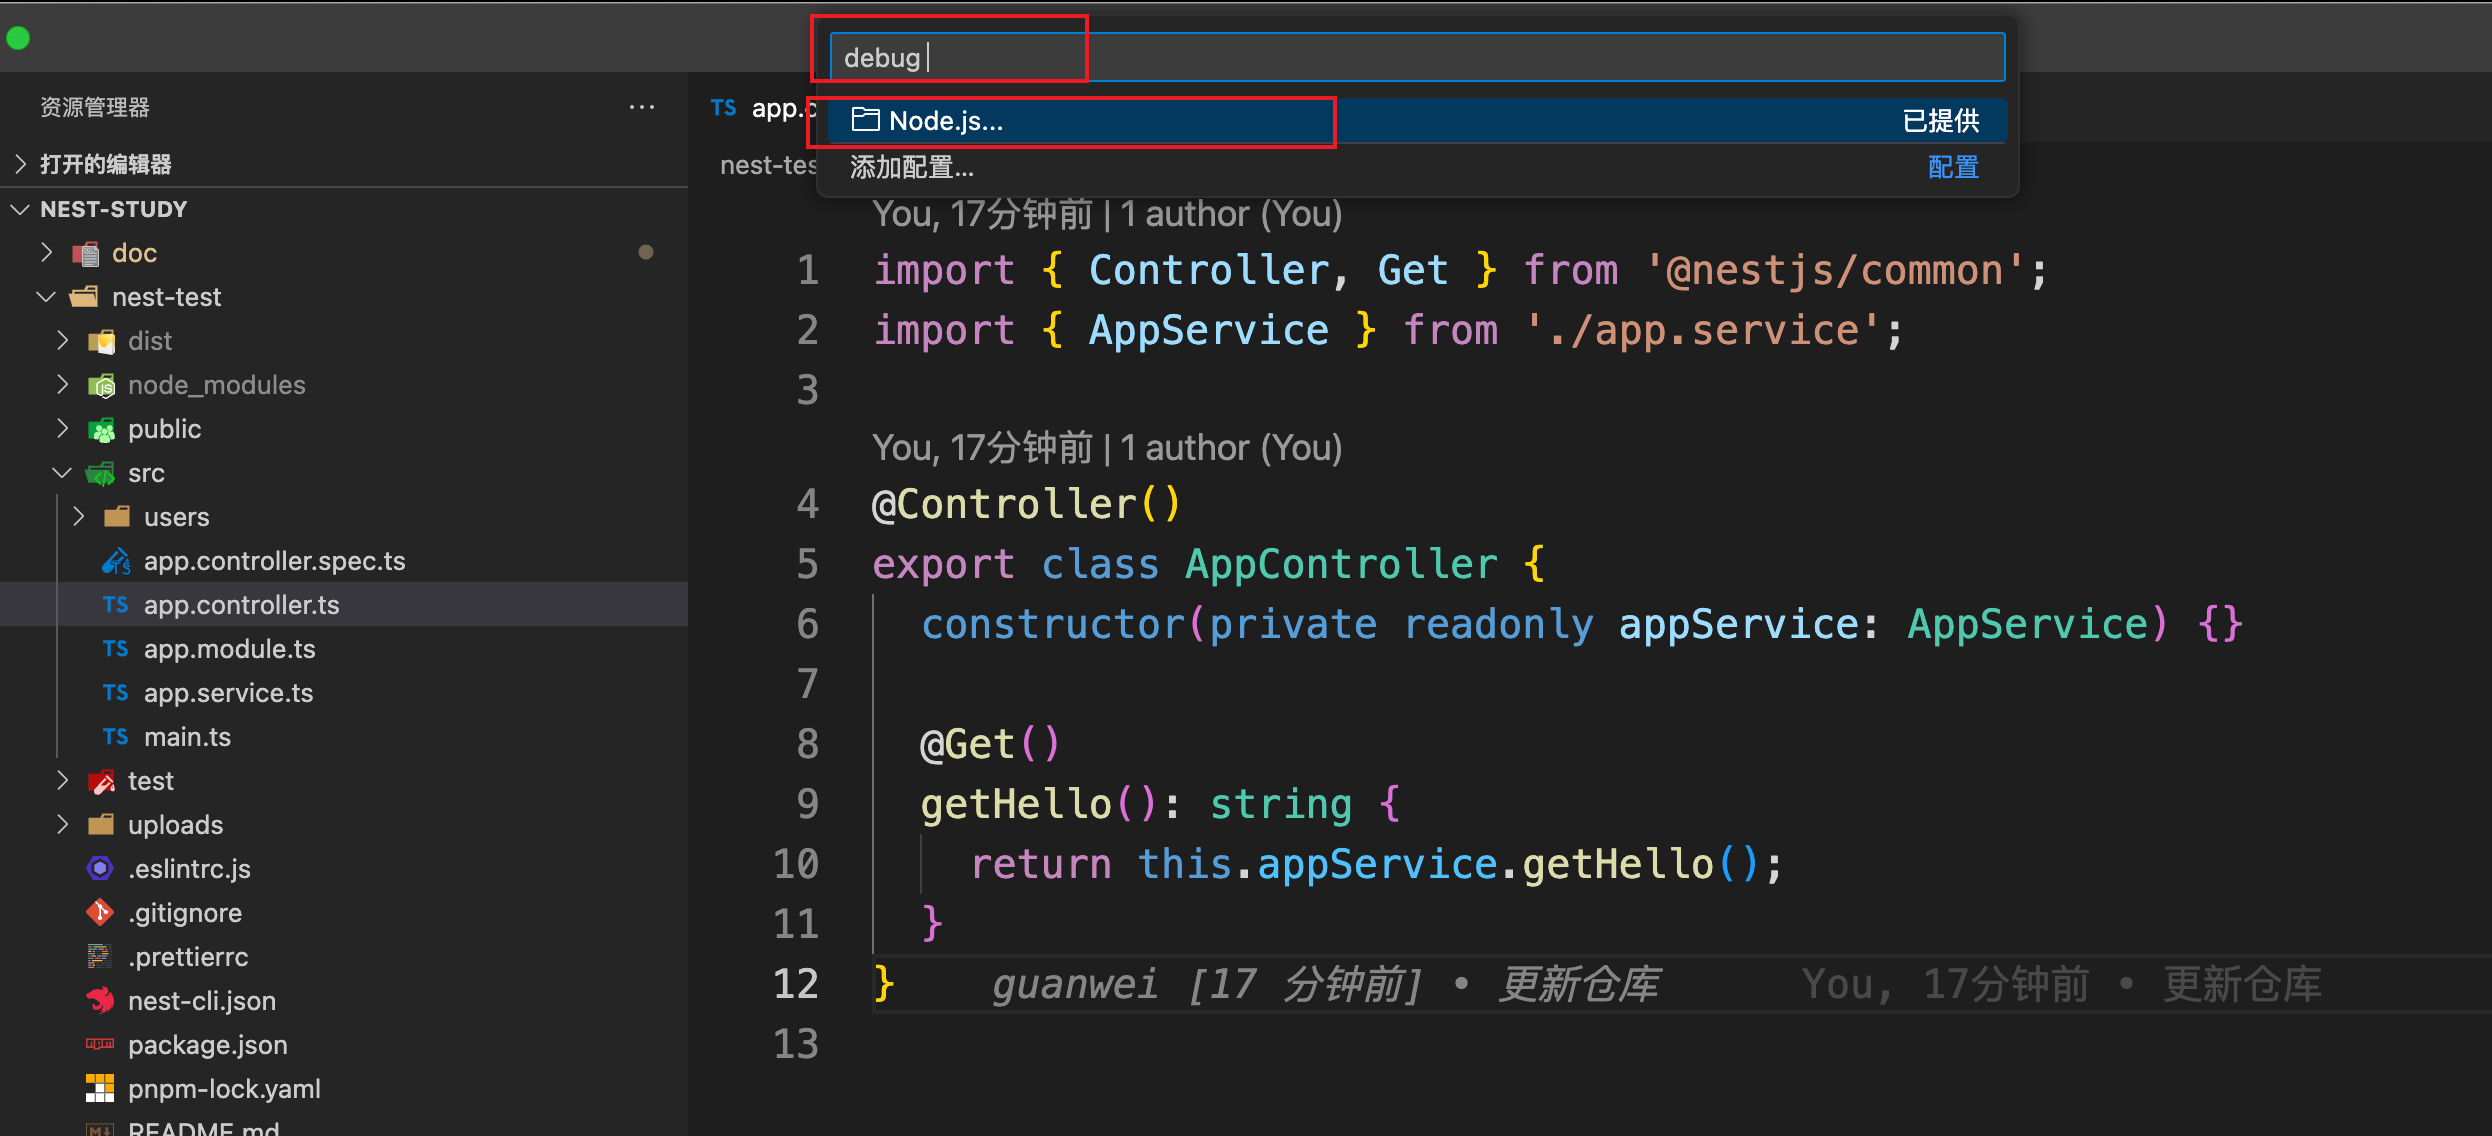 debug
Node.js...
已提供
添加配置...
配置
资源管理器
打开的编辑器
NEST-STUDY
doc
nest-test
dist
node_modules
public
src
users
app.controller.spec.ts
TS app.controller.ts
TS app.module.ts
TS app.service.ts
TS main.ts
test
uploads
.eslintrc.js
.gitignore
.prettierrc
nest-cli.json
package.json
pnpm-lock.yaml
README.md
TS app.c
nest-tes
You, 17分钟前 | 1 author (You)
1 import { Controller, Get } from '@nestjs/common';
2 import { AppService } from './app.service';
3
You, 17分钟前 | 1 author (You)
4 @Controller()
5 export class AppController {
6 constructor(private readonly appService: AppService) {}
7
8 @Get()
9 getHello(): string {
10 return this.appService.getHello();
11 }
12 } guanwei [17 分钟前] • 更新仓库 You, 17分钟前 • 更新仓库
13